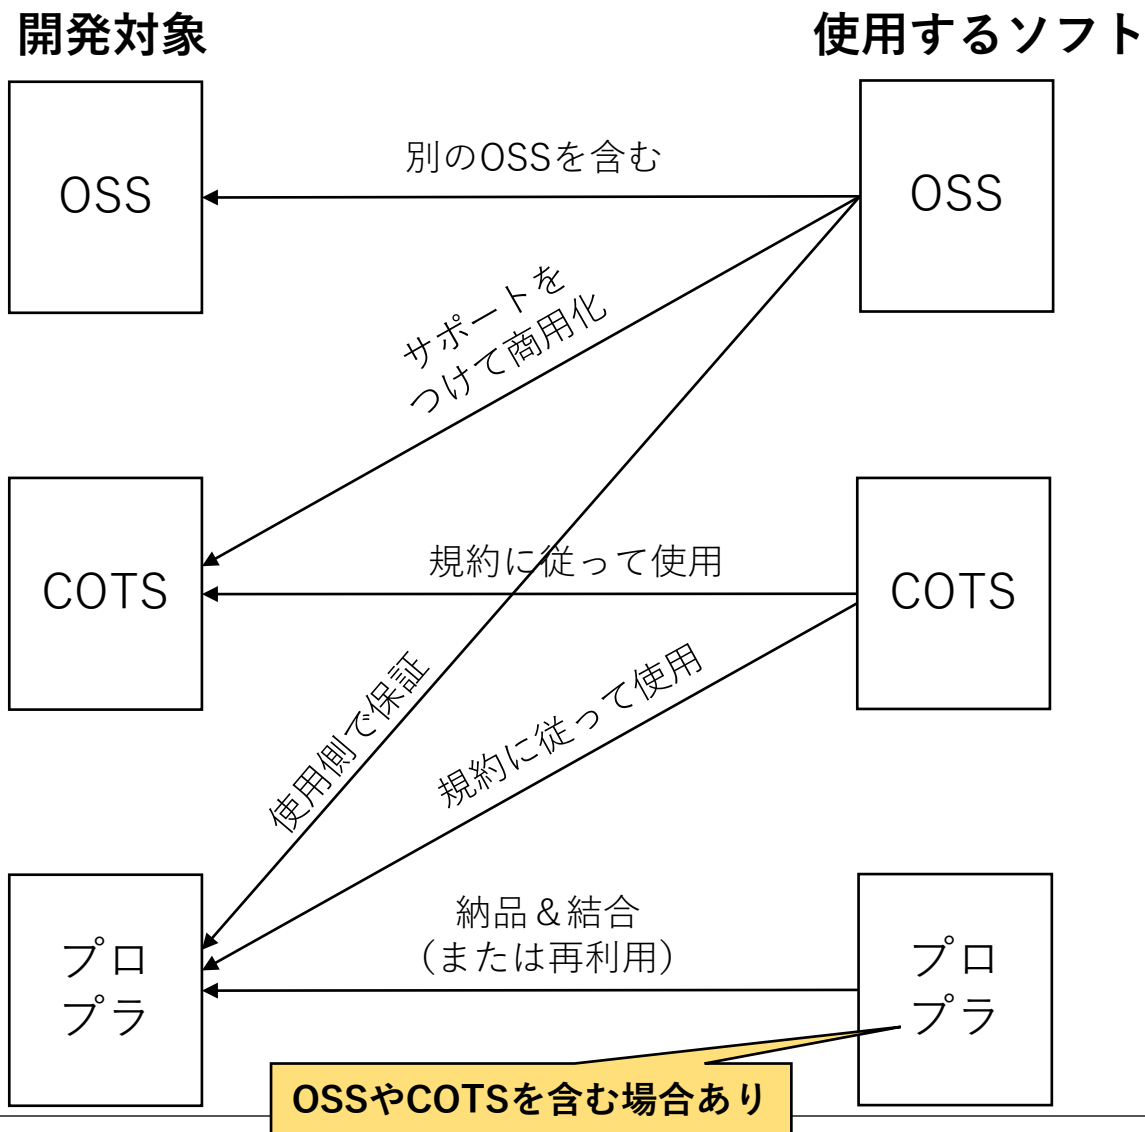 開発対象
使用するソフト
OSS
別のOSSを含む
OSS
サポートを
つけて商用化
COTS
規約に従って使用
COTS
使用側で保証
規約に従って使用
プロ
プラ
納品＆結合
（または再利用）
プロ
プラ
OSSやCOTSを含む場合あり